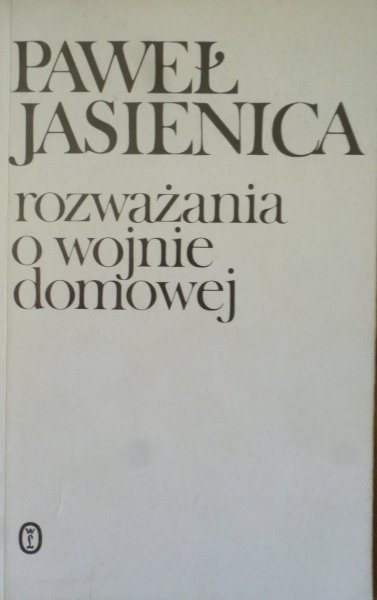 PAWEŁ
JASIENICA
rozważania
o wojnie
domowej